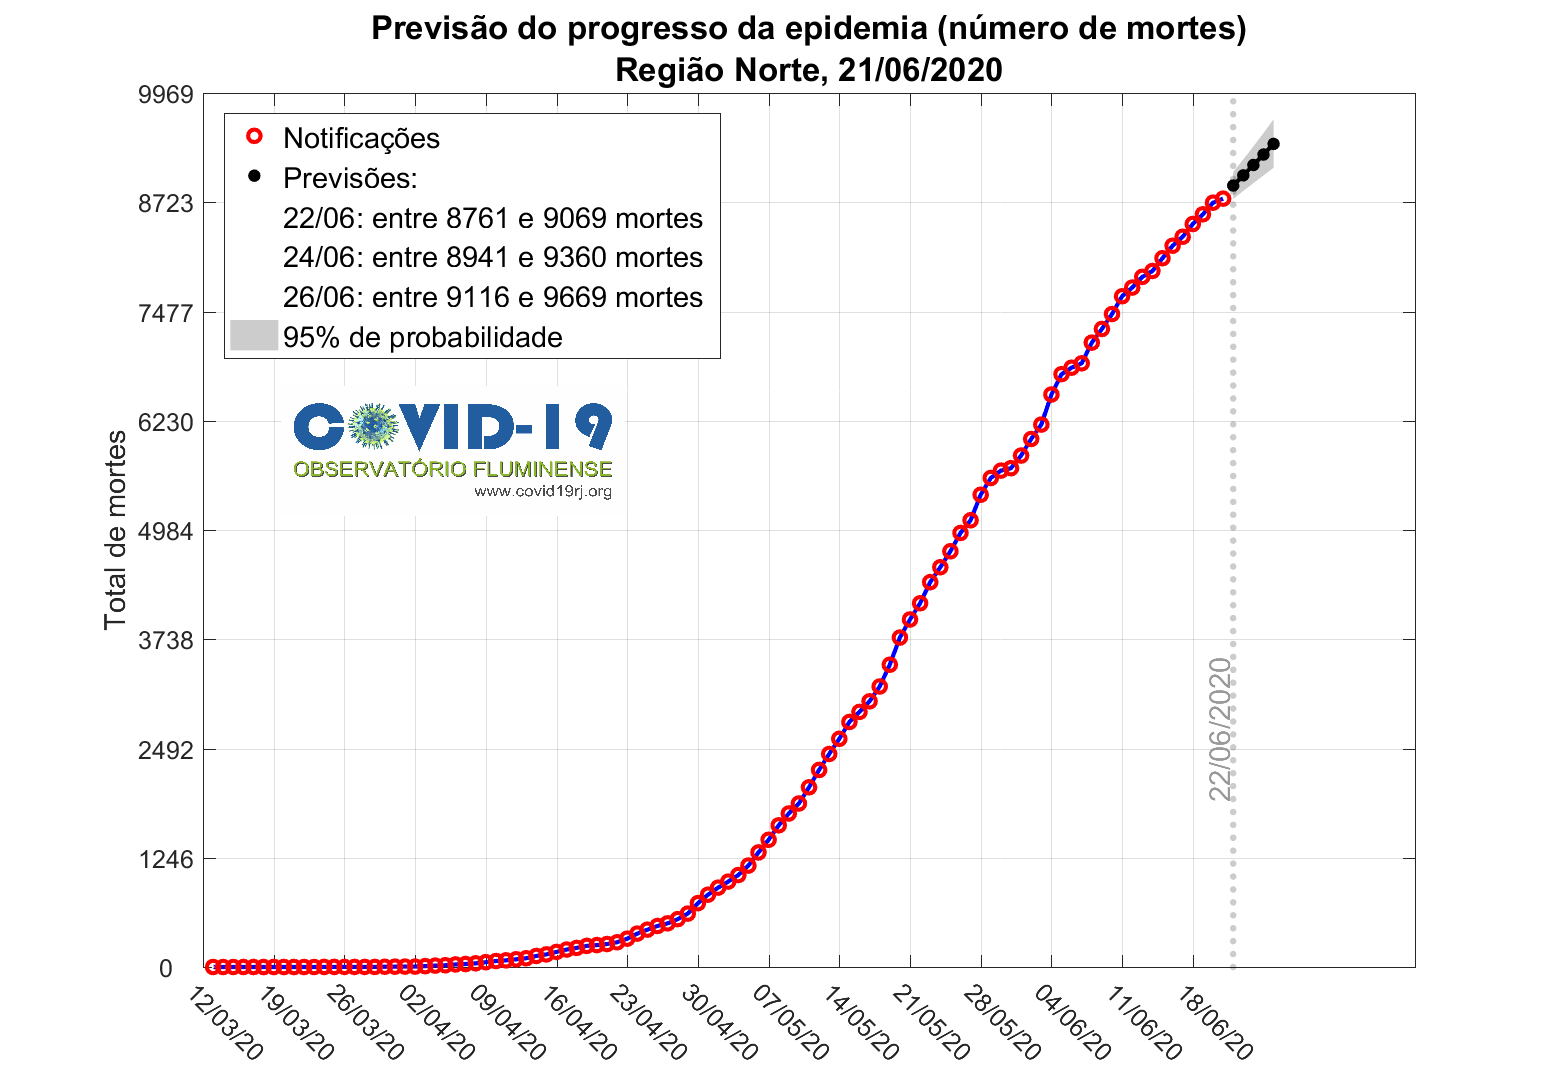 Previsão do progresso da epidemia (número de mortes)
Região Norte, 21/06/2020
9969
8723
7477
6230
4984
3738
2492
1246
0
Total de mortes
Notificações
Previsões:
22/06: entre 8761 e 9069 mortes
24/06: entre 8941 e 9360 mortes
26/06: entre 9116 e 9669 mortes
95% de probabilidade
COVID-19
OBSERVATÓRIO FLUMINENSE
www.covid19rj.org
22/06/2020
12/03/20
19/03/20
26/03/20
02/04/20
09/04/20
16/04/20
23/04/20
30/04/20
07/05/20
14/05/20
21/05/20
28/05/20
04/06/20
11/06/20
18/06/20